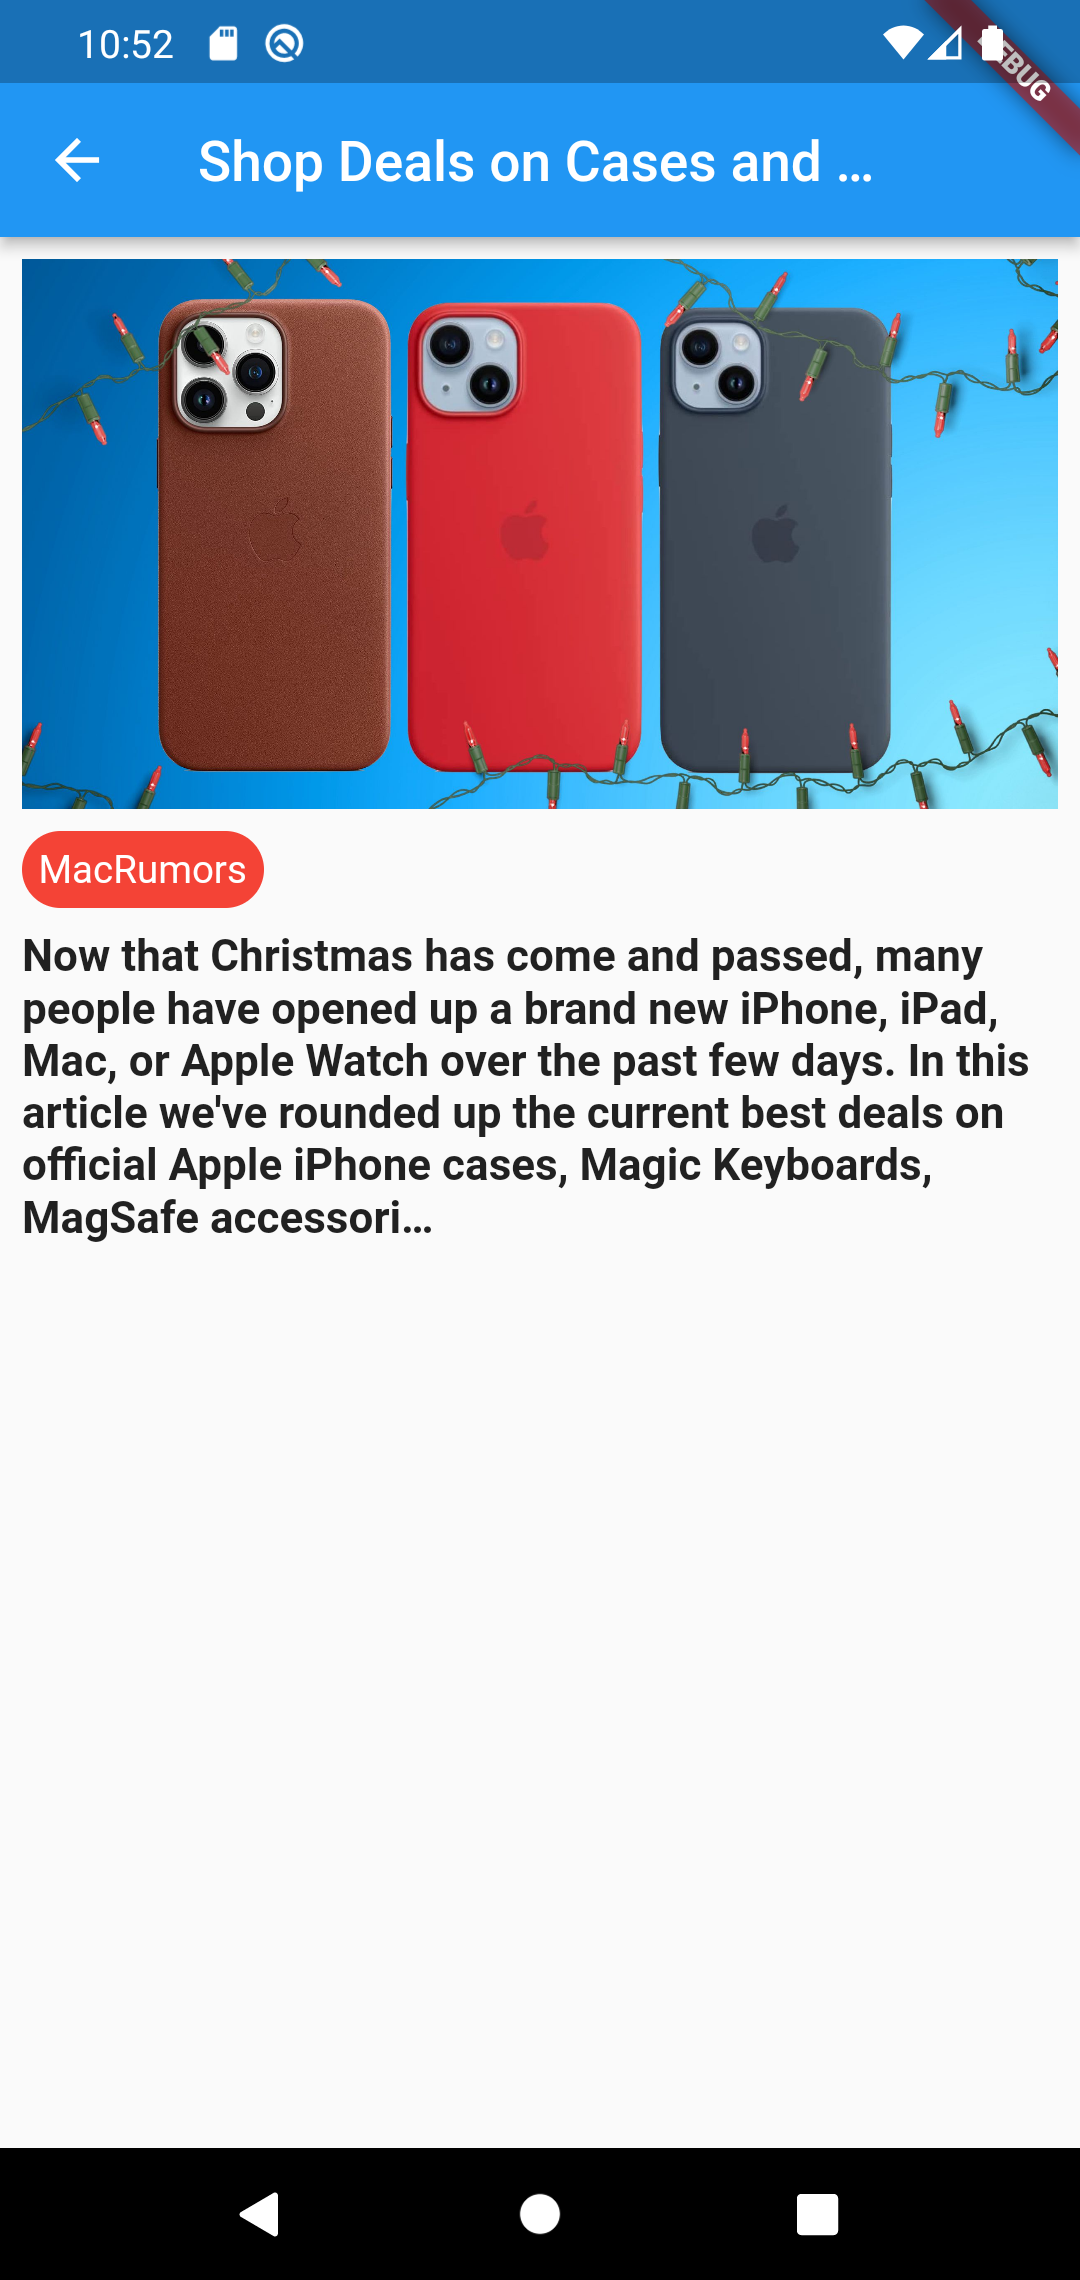 10:52
DEBUG
Shop Deals on Cases and ...
MacRumors
Now that Christmas has come and passed, many
people have opened up a brand new iPhone, iPad,
Mac, or Apple Watch over the past few days. In this
article we've rounded up the current best deals on
official Apple iPhone cases, Magic Keyboards,
MagSafe accessori…